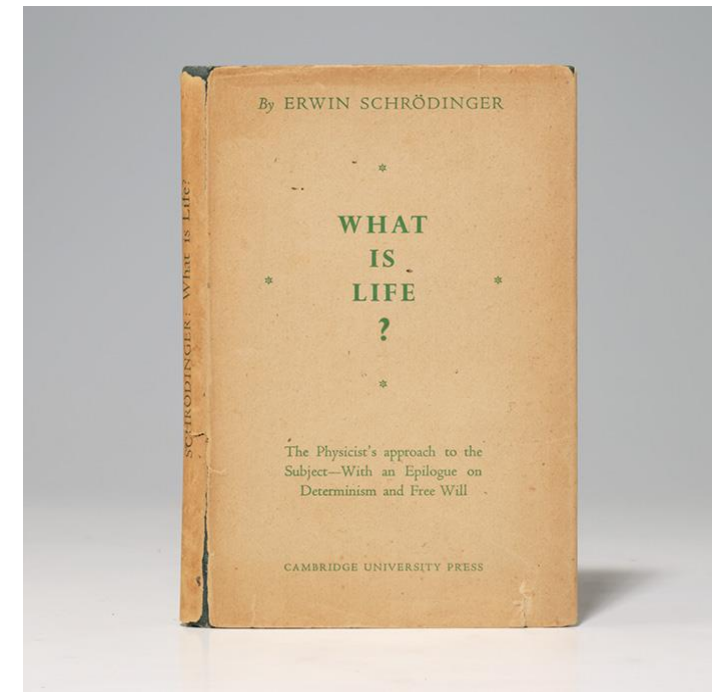 By ERWIN SCHRÖDINGER
WHAT
IS
LIFE
?
The Physicist's approach to the
Subject—With an Epilogue on
Determinism and Free Will
CAMBRIDGE UNIVERSITY PRESS
SCHRÖDINGER: What is Life?